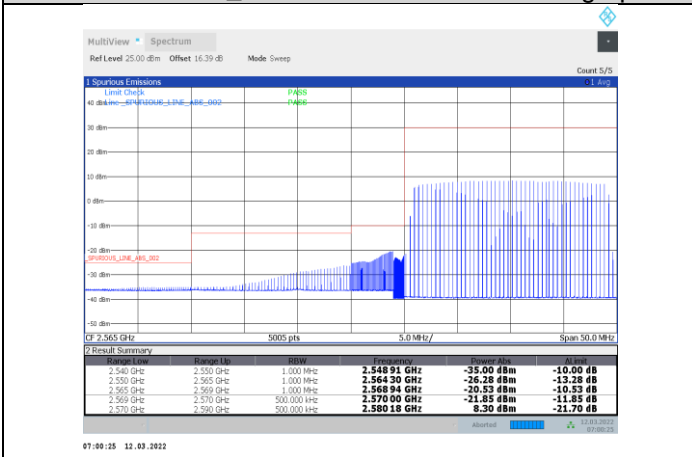 MultiView Spectrum
Ref Level 25.00 dBm Offset 16.39 dB Mode Sweep
Count 5/5
1 Spurious Emissions 1 Avg
Limit Check PASS
40 dBm Line _SPURIOUS_LINE_ABS_002 PASS
30 dBm
20 dBm
10 dBm
0 dBm
-10 dBm
-20 dBm
_SPURIOUS_LINE_ABS_002
-30 dBm
-40 dBm
-50 dBm
CF 2.565 GHz 5005 pts 5.0 MHz/ Span 50.0 MHz
2 Result Summary
Range Low Range Up RBW Frequency Power Abs ΔLimit
2.540 GHz 2.550 GHz 1.000 MHz 2.548 91 GHz -35.00 dBm -10.00 dB
2.550 GHz 2.565 GHz 1.000 MHz 2.564 30 GHz -26.28 dBm -13.28 dB
2.565 GHz 2.569 GHz 1.000 MHz 2.568 94 GHz -20.53 dBm -10.53 dB
2.569 GHz 2.570 GHz 500.000 kHz 2.570 00 GHz -21.85 dBm -11.85 dB
2.570 GHz 2.590 GHz 500.000 kHz 2.580 18 GHz 8.30 dBm -21.70 dB
Aborted 12.03.2022
07:00:25
07:00:25 12.03.2022